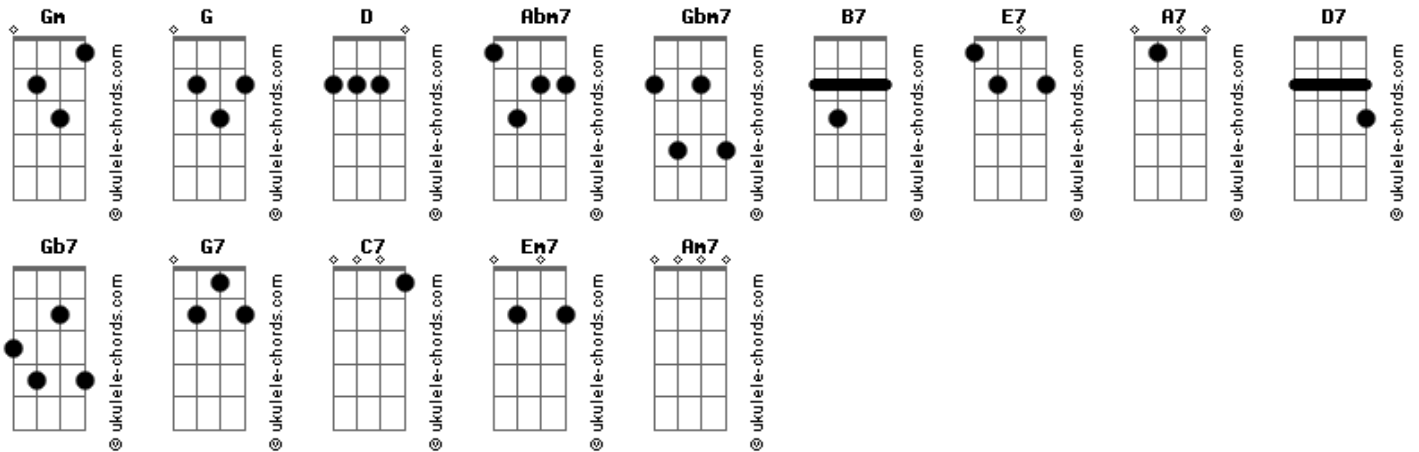 Gm G D Abm7 Gbm7 B7 E7 A7 D7
© ukulele-chords.com © ukulele-chords.com © ukulele-chords.com © ukulele-chords.com © ukulele-chords.com © ukulele-chords.com © ukulele-chords.com © ukulele-chords.com © ukulele-chords.com
Gb7 G7 C7 Em7 Am7
© ukulele-chords.com © ukulele-chords.com © ukulele-chords.com © ukulele-chords.com © ukulele-chords.com